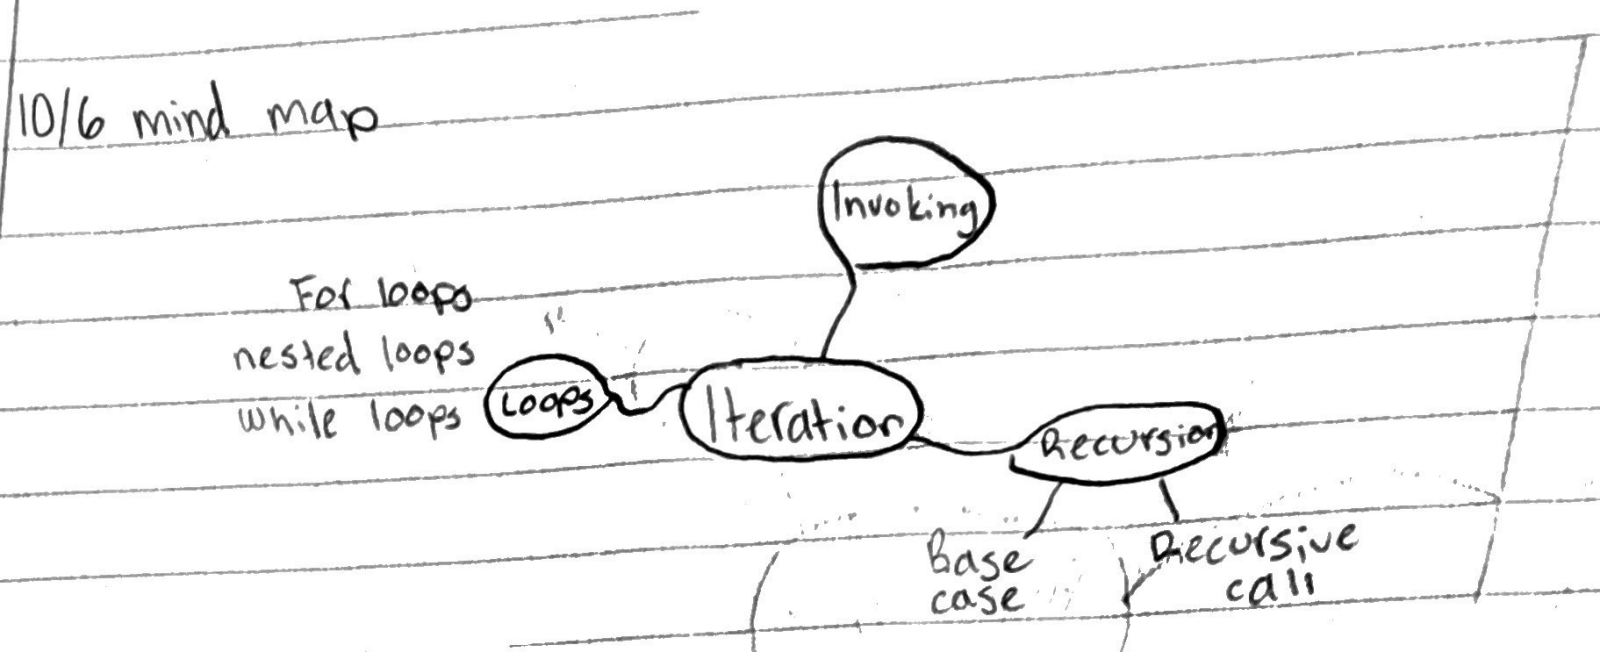 10/6 mind map
Invoking
For loops
nested loops
while loops
Loops
Iteration
Recursion
Base
case
Recursive
call